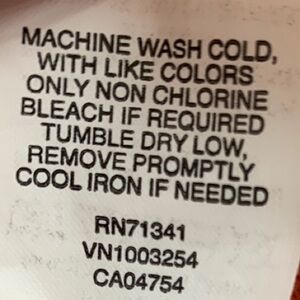 MACHINE WASH COLD,
WITH LIKE COLORS
ONLY NON CHLORINE
BLEACH IF REQUIRED
TUMBLE DRY LOW,
REMOVE PROMPTLY
COOL IRON IF NEEDED
RN71341
VN1003254
CA04754